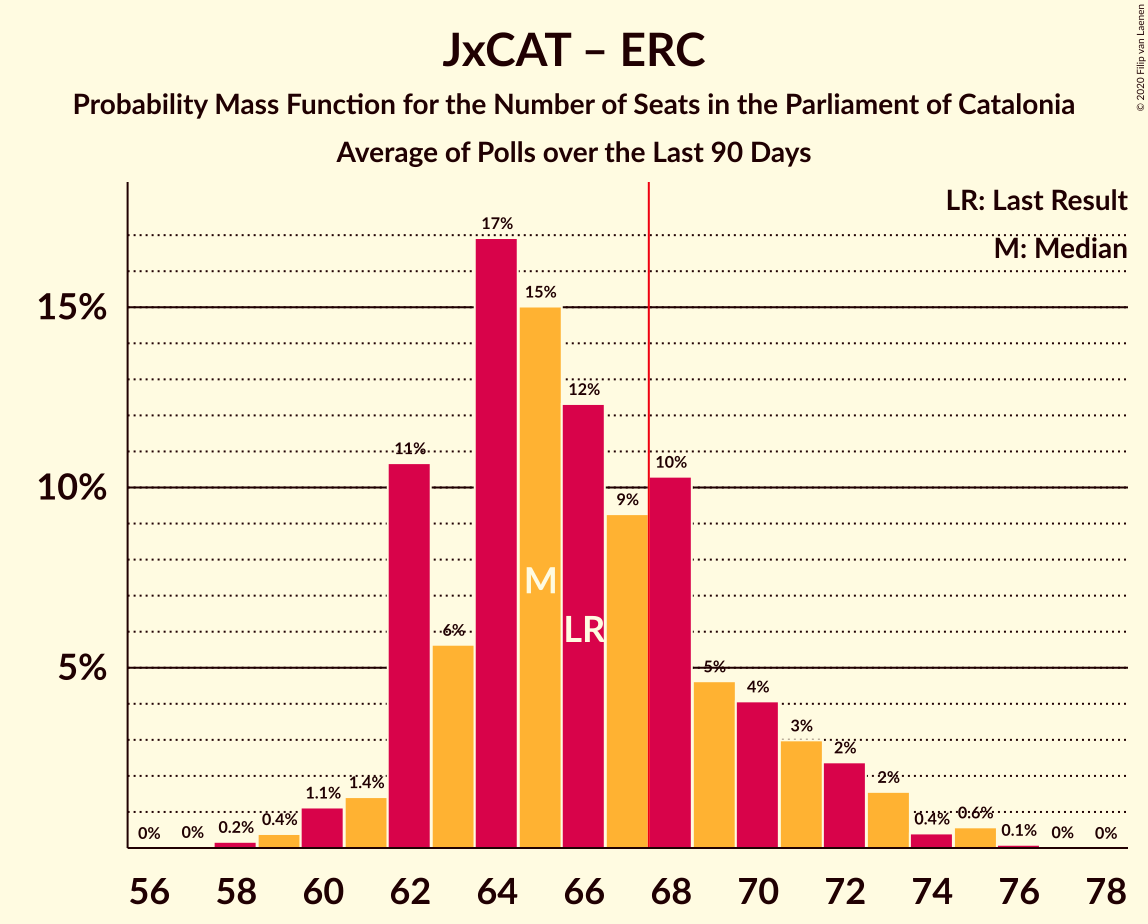 JxCAT – ERC
Probability Mass Function for the Number of Seats in the Parliament of Catalonia
Average of Polls over the Last 90 Days
© 2020 Filip van Laenen
LR: Last Result
M: Median
17%
15%
15%
12%
11%
10%
10%
9%
M
LR
6%
5%
5%
4%
3%
2%
2%
1.4%
1.1%
0.6%
0.4%
0.4%
0.2%
0.1%
0%
0%
0%
0%
56 58 60 62 64 66 68 70 72 74 76 78